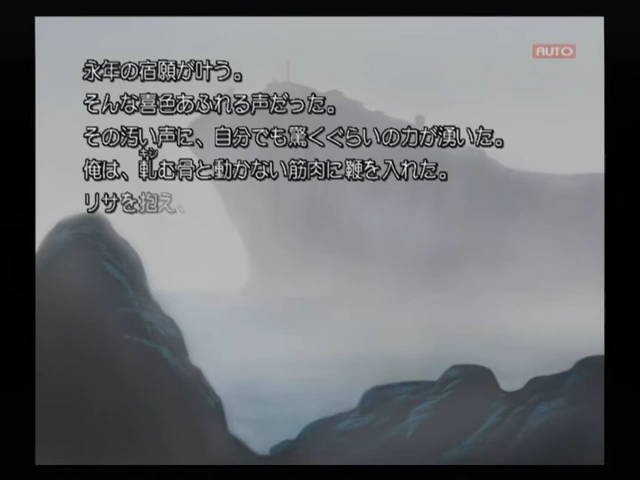 AUTO
永年の宿願が叶う。
そんな喜色あふれる声だった。
その汚い声に、自分でも驚くぐらいの力が湧いた。
キシ
俺は、軋む骨と動かない筋肉に鞭を入れた。
リサを抱え、